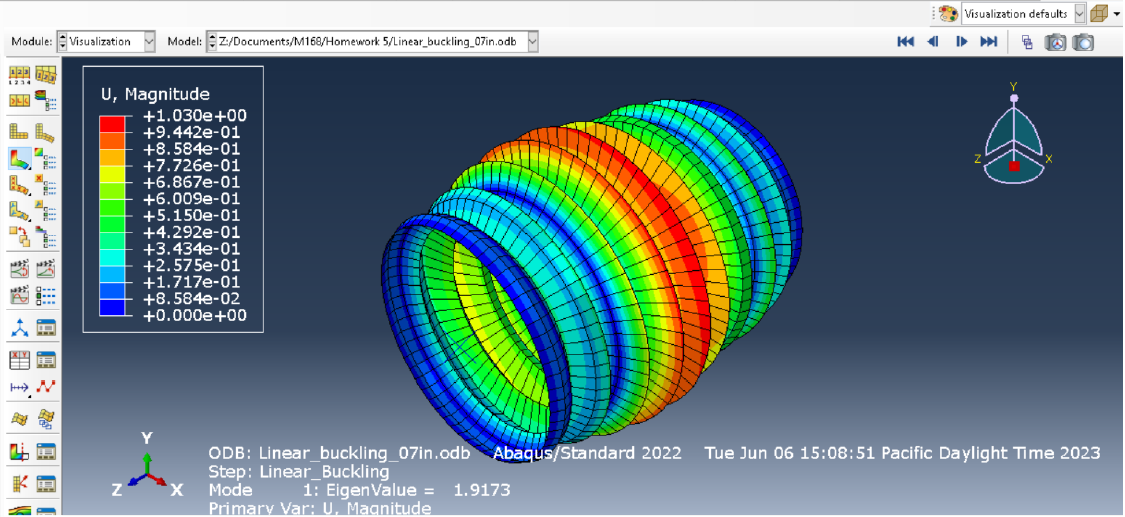 Visualization defaults
Module: Visualization Model: Z:/Documents/M168/Homework 5/Linear_buckling_07in.odb
U, Magnitude
+1.030e+00
+9.442e-01
+8.584e-01
+7.726e-01
+6.867e-01
+6.009e-01
+5.150e-01
+4.292e-01
+3.434e-01
+2.575e-01
+1.717e-01
+8.584e-02
+0.000e+00
Y
Z X
Y
Z X
ODB: Linear_buckling_07in.odb Abaqus/Standard 2022 Tue Jun 06 15:08:51 Pacific Daylight Time 2023
Step: Linear_Buckling
Mode 1: EigenValue = 1.9173
Primary Var: U, Magnitude